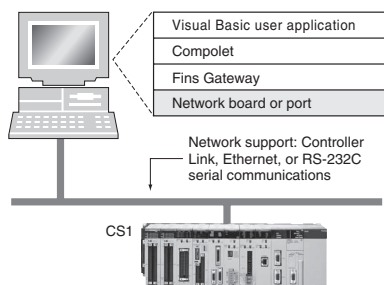 Visual Basic user application
Compolet
Fins Gateway
Network board or port
Network support: Controller
Link, Ethernet, or RS-232C
serial communications
CS1